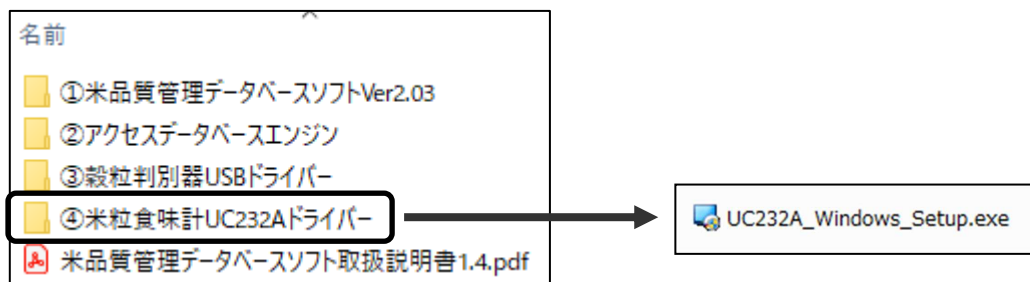 名前
①米品質管理データベースソフトVer2.03
②アクセスデータベースエンジン
③穀粒判別器USBドライバー
④米粒食味計UC232Aドライバー
UC232A_Windows_Setup.exe
米品質管理データベースソフト取扱説明書1.4.pdf